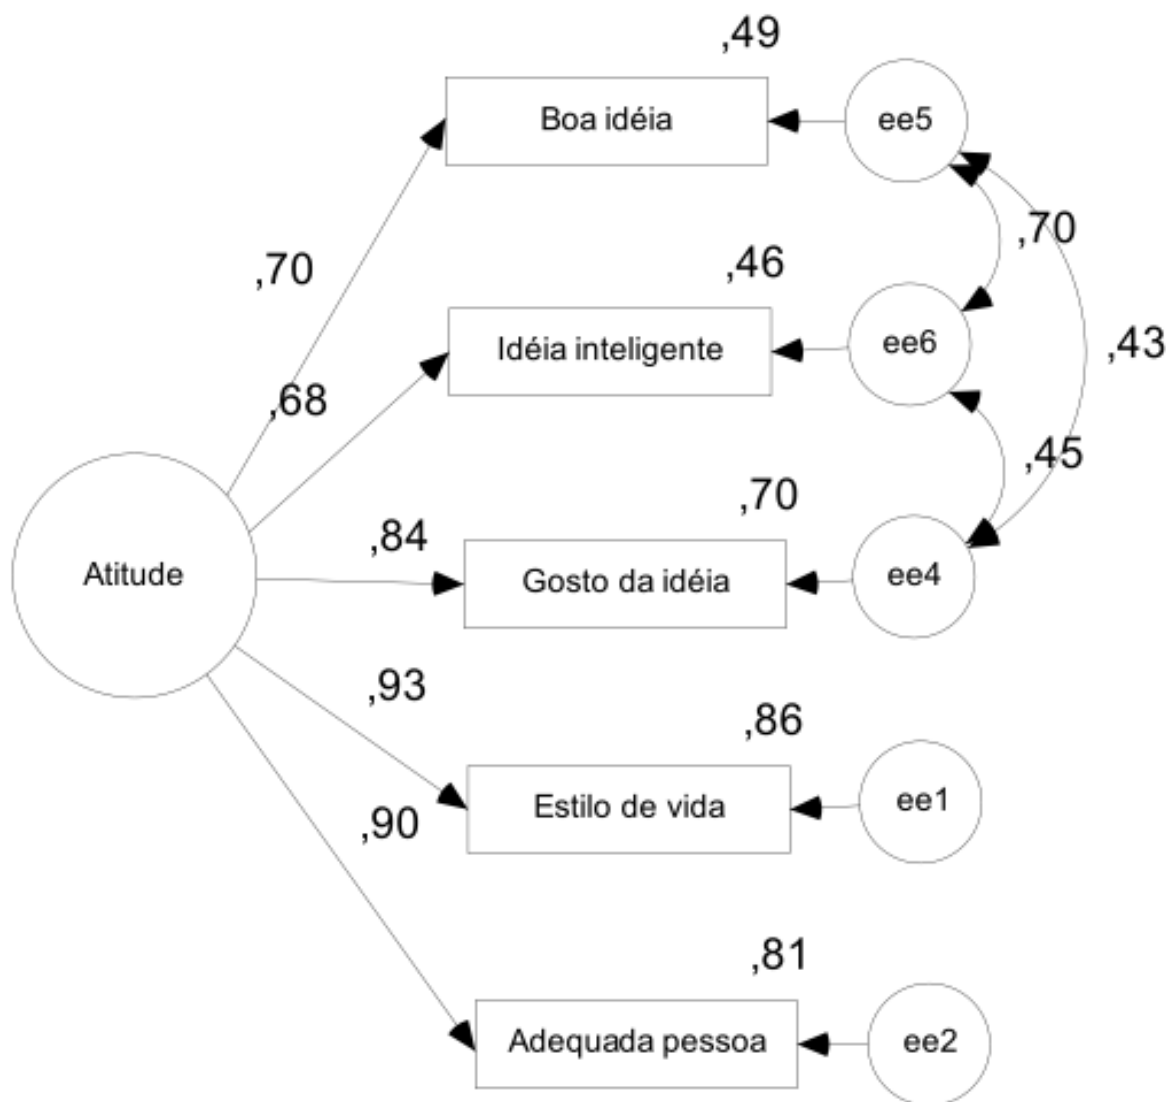 ,49
Boa idéia
ee5
,70
,70
,46
Idéia inteligente
ee6
,43
,68
,45
,70
,84
Gosto da idéia
ee4
Atitude
,93
,86
Estilo de vida
ee1
,90
,81
Adequada pessoa
ee2